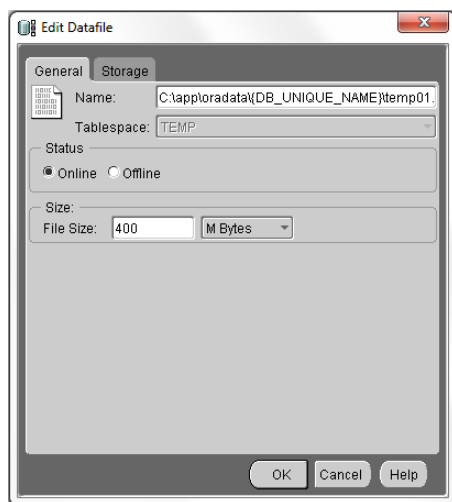 Edit Datafile
General Storage
Name: C:\app\oradata\{DB_UNIQUE_NAME}\temp01.
Tablespace: TEMP
Status
Online Offline
Size:
File Size: 400 M Bytes
OK Cancel Help